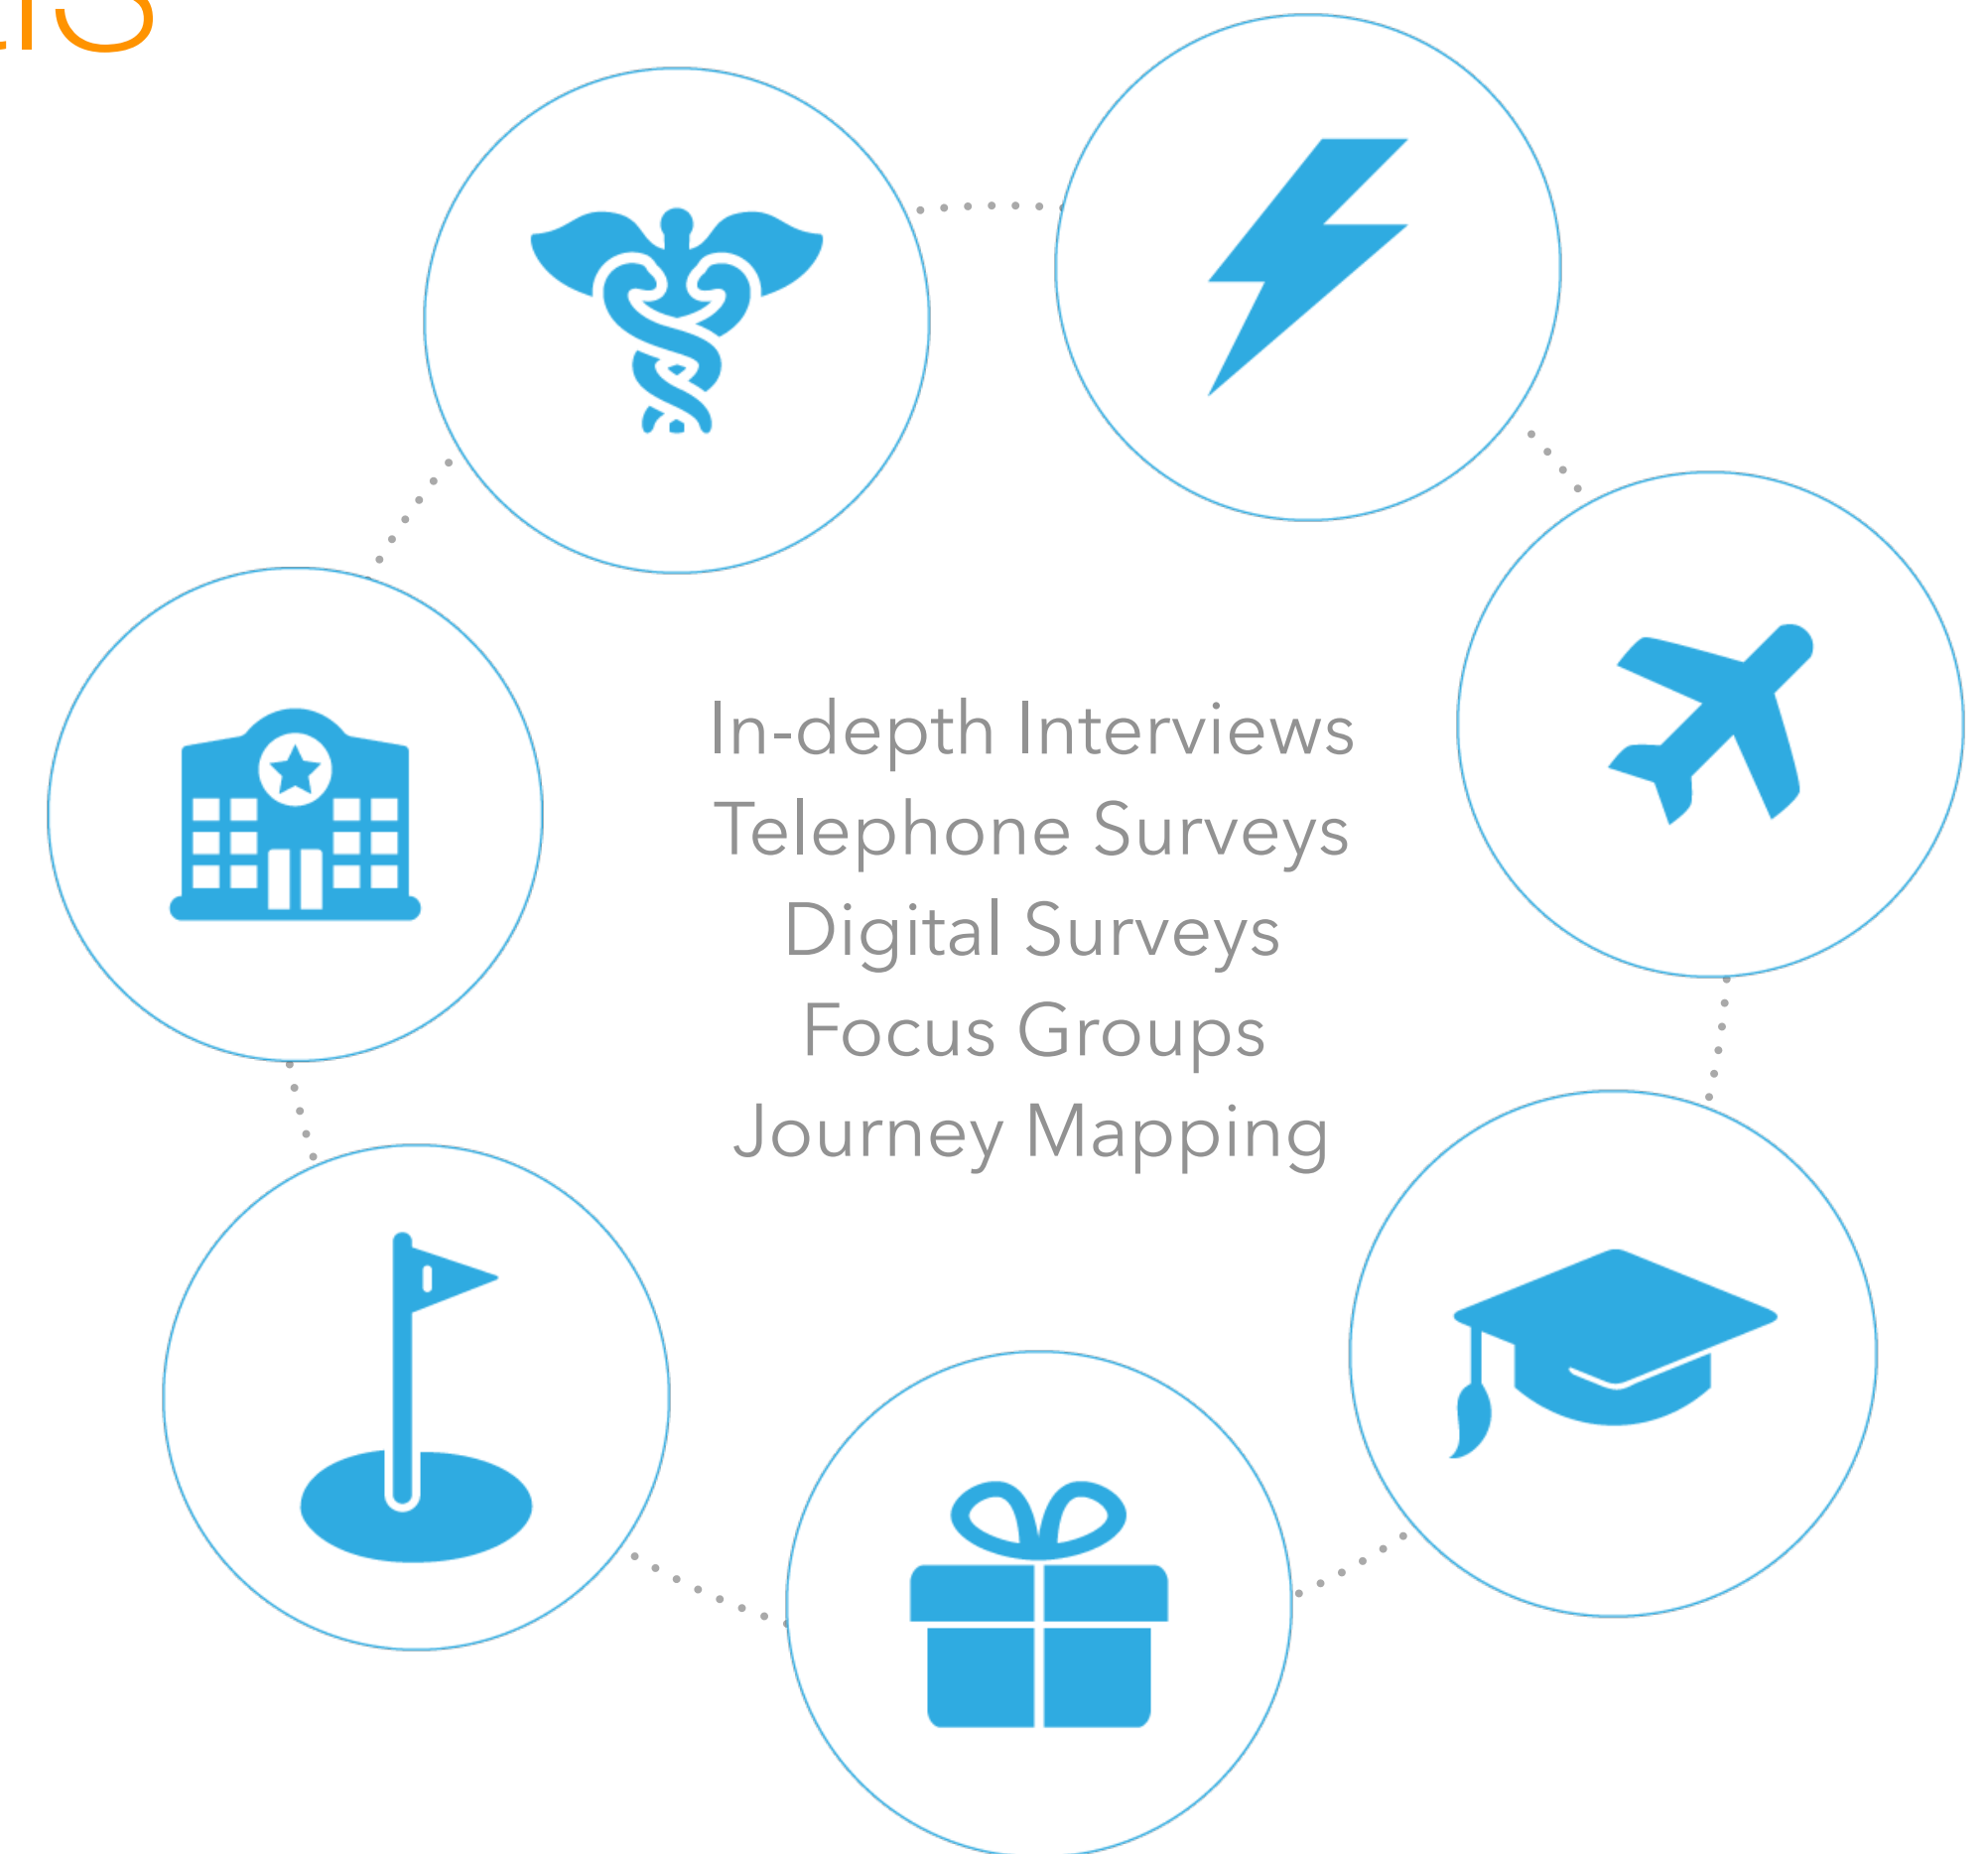 In-depth Interviews
Telephone Surveys
Digital Surveys
Focus Groups
Journey Mapping